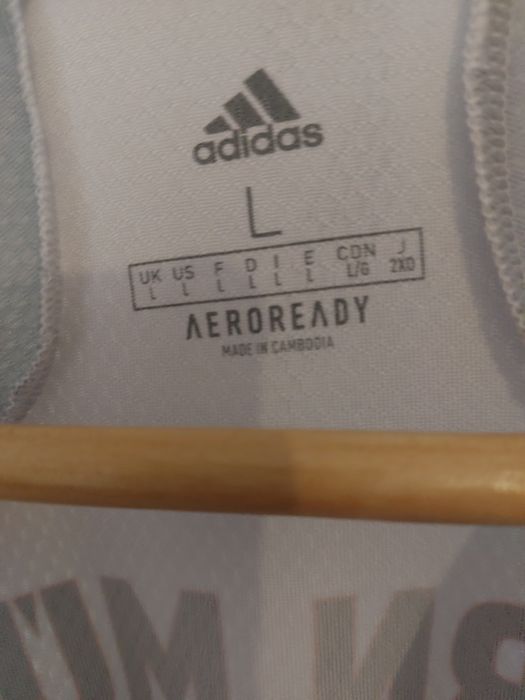 adidas
L
UK US F D I E CDN J
L L L L L L L/G 2XO
AEROREADY
MADE IN CAMBODIA